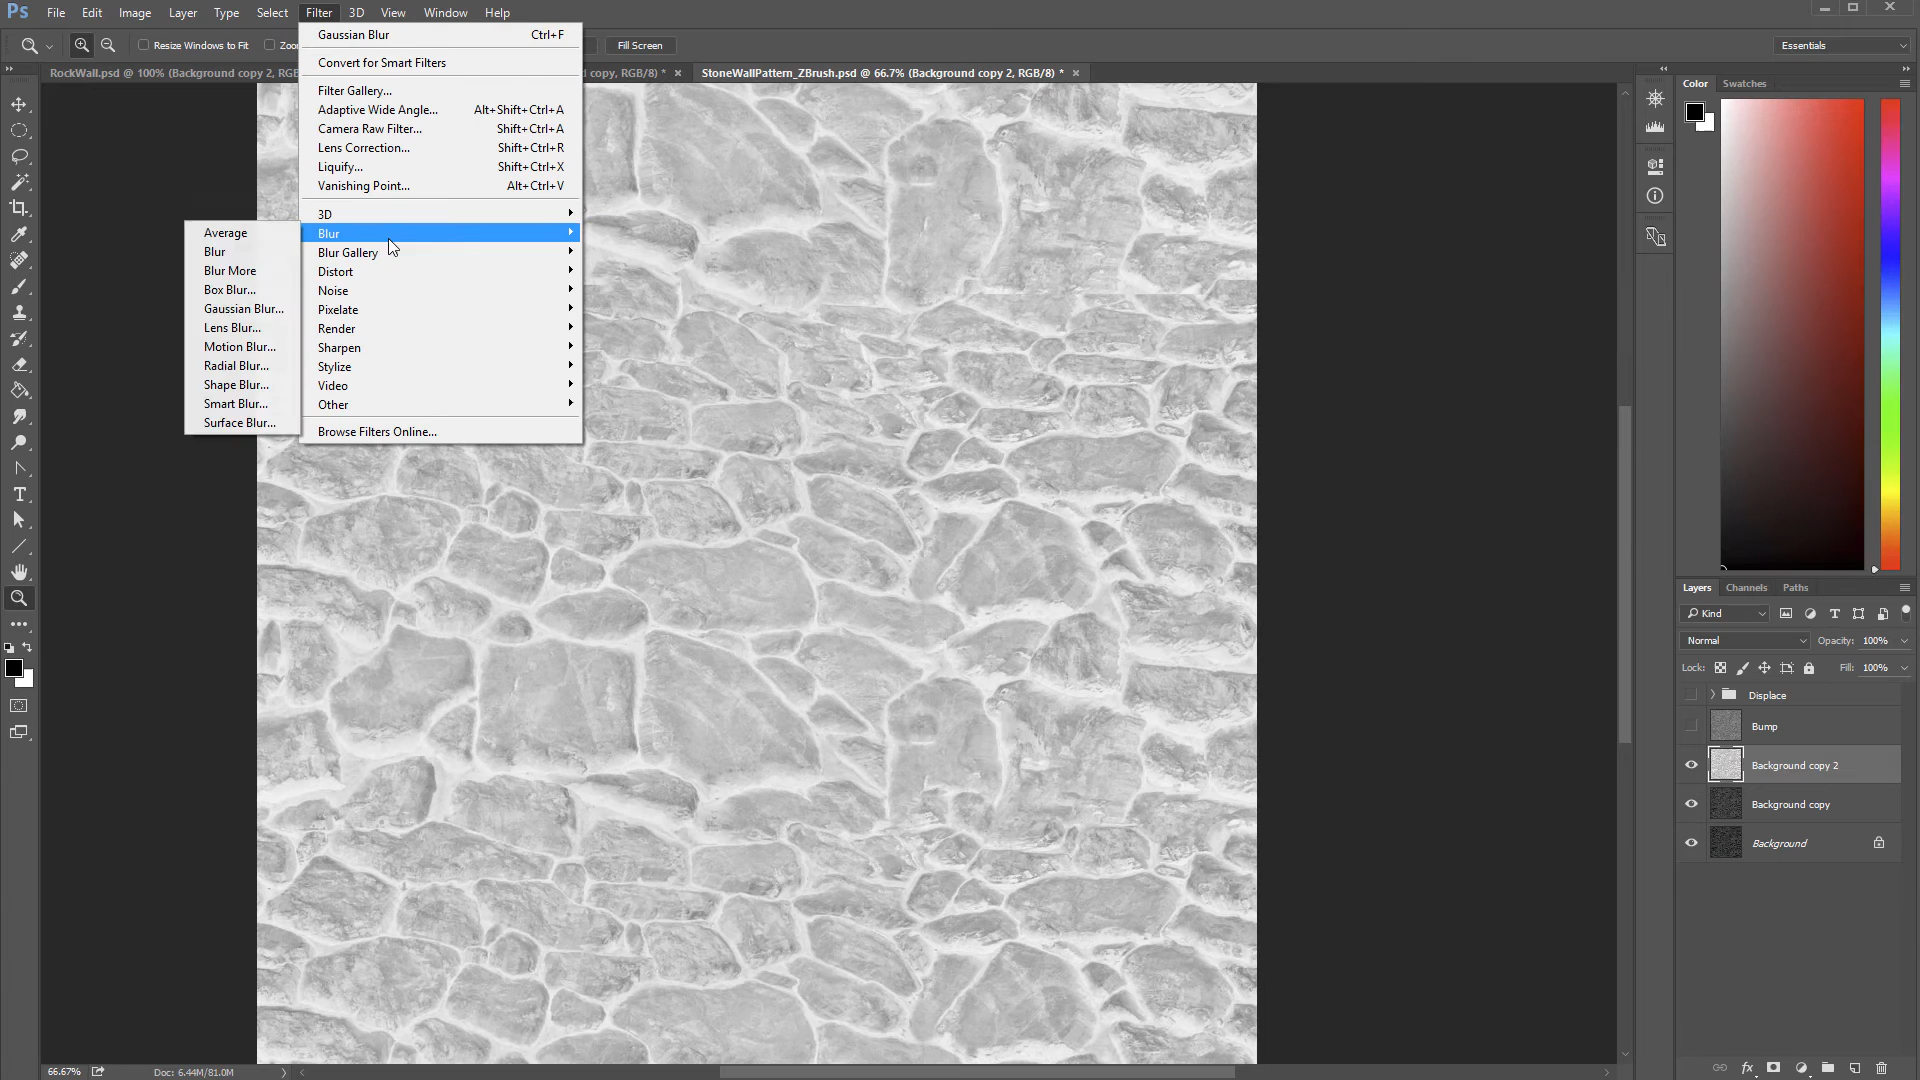 Ps File Edit Image Layer Type Select Filter 3D View Window Help
Resize Windows to Fit
Fill Screen
Essentials
RockWall.psd @ 100% (Background copy 2, RGB
copy, RGB/8) *
StoneWallPattern_ZBrush.psd @ 66.7% (Background copy 2, RGB/8) *
Gaussian Blur Ctrl+F
Convert for Smart Filters
Filter Gallery...
Adaptive Wide Angle... Alt+Shift+Ctrl+A
Camera Raw Filter... Shift+Ctrl+A
Lens Correction... Shift+Ctrl+R
Liquify... Shift+Ctrl+X
Vanishing Point... Alt+Ctrl+V
3D
Blur
Blur Gallery
Distort
Noise
Pixelate
Render
Sharpen
Stylize
Video
Other
Browse Filters Online...
Average
Blur
Blur More
Box Blur...
Gaussian Blur...
Lens Blur...
Motion Blur...
Radial Blur...
Shape Blur...
Smart Blur...
Surface Blur...
Color Swatches
Layers Channels Paths
Kind
Normal Opacity: 100%
Lock: Fill: 100%
Displace
Bump
Background copy 2
Background copy
Background
66.67% Doc: 6.44M/81.0M